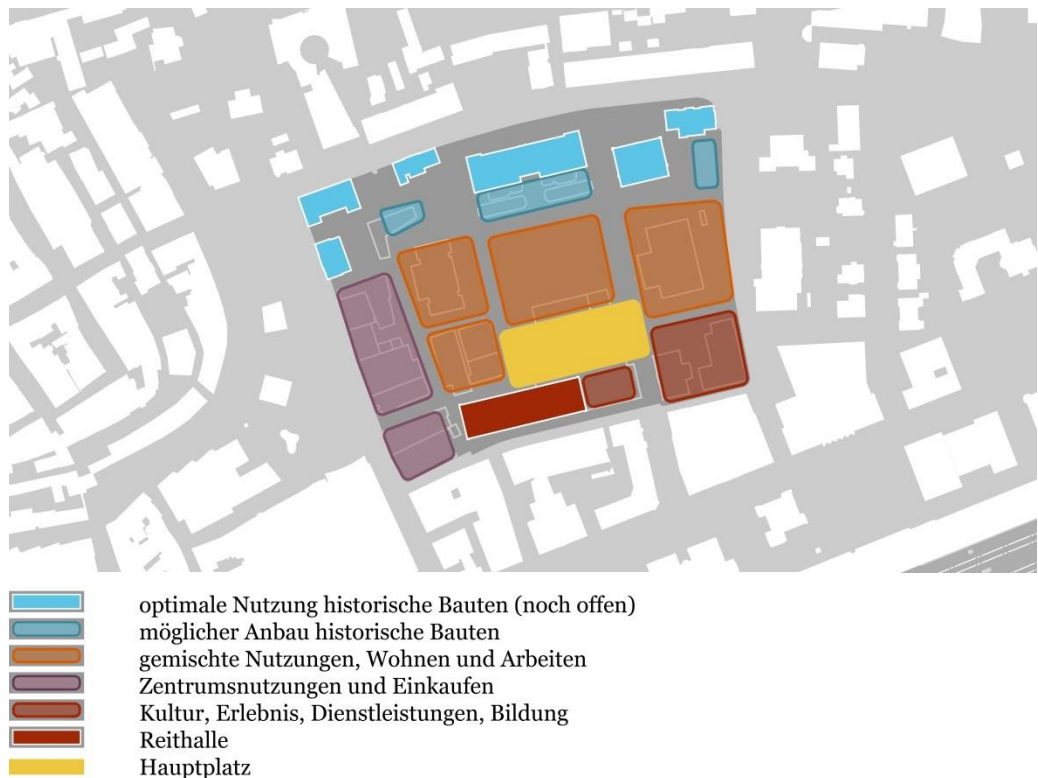 optimale Nutzung historische Bauten (noch offen)
möglicher Anbau historische Bauten
gemischte Nutzungen, Wohnen und Arbeiten
Zentrumsnutzungen und Einkaufen
Kultur, Erlebnis, Dienstleistungen, Bildung
Reithalle
Hauptplatz